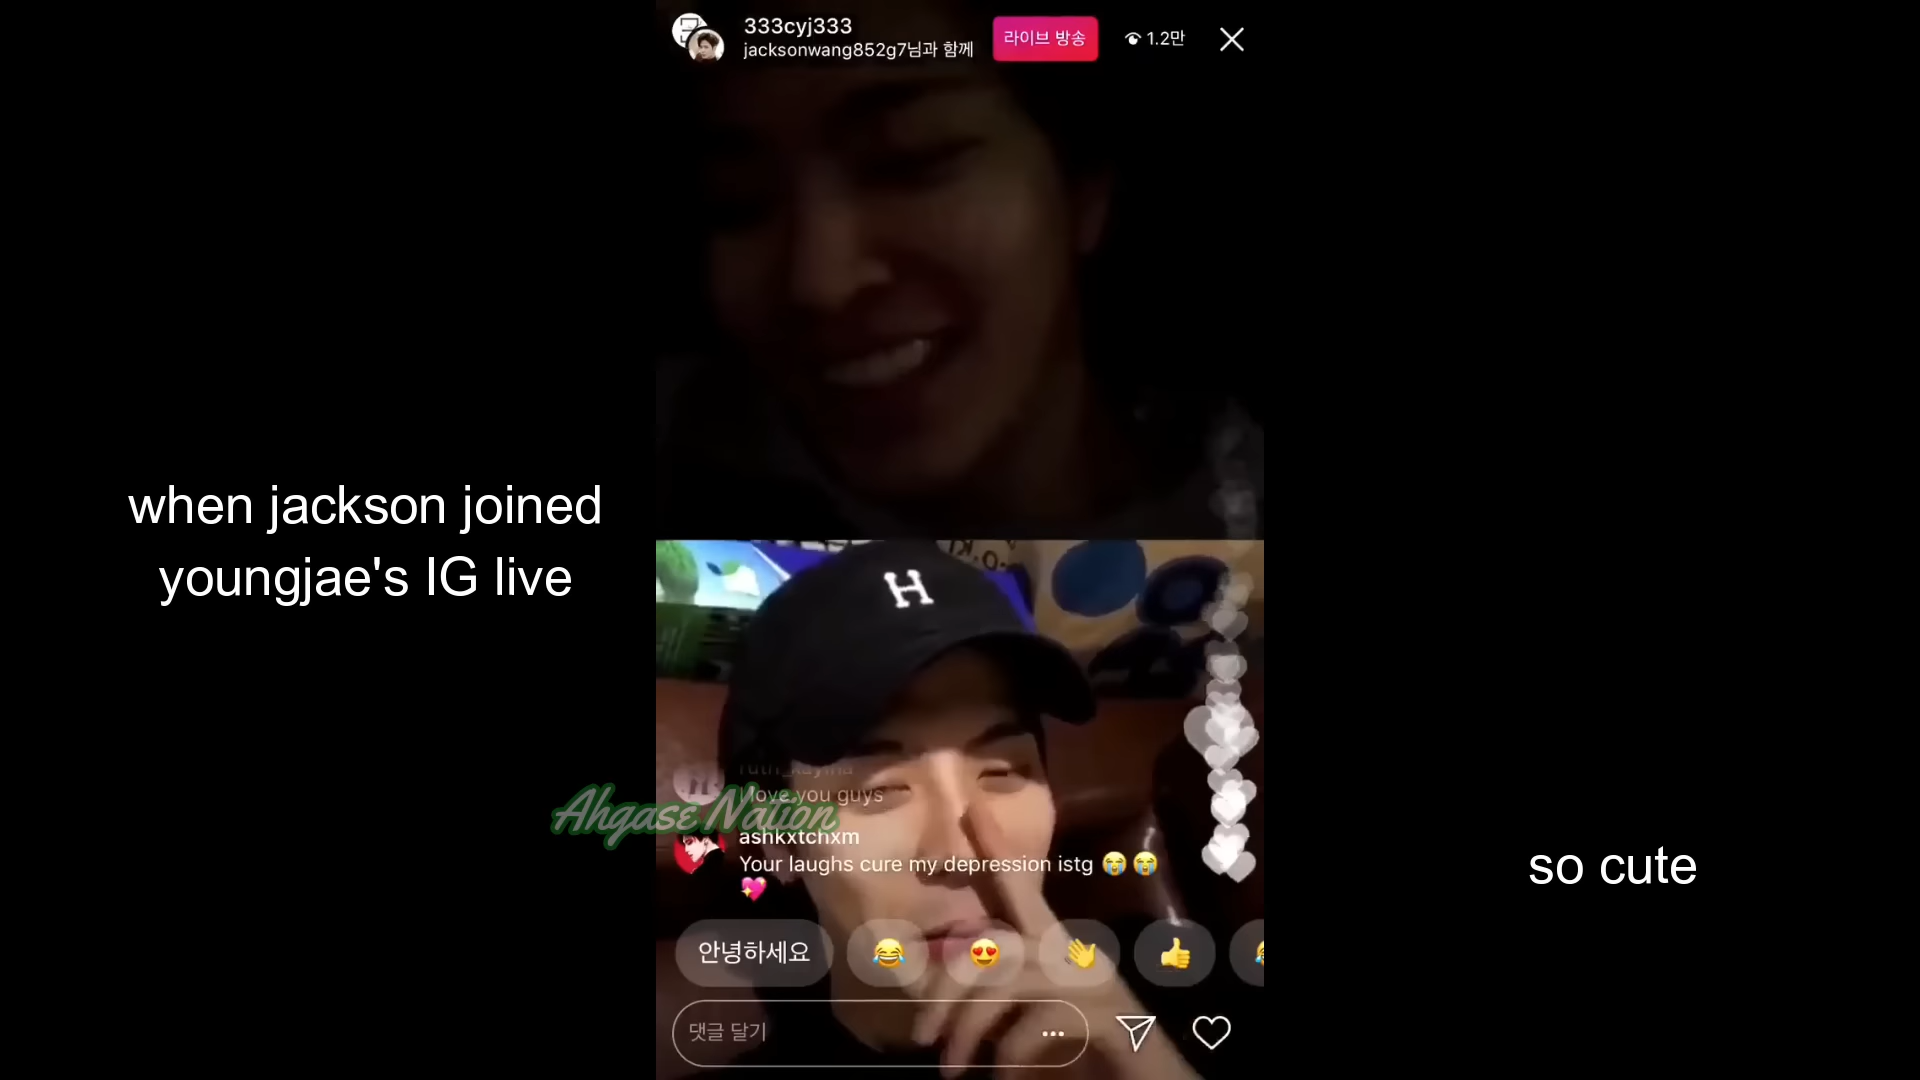 333cyj333
jacksonwang852g7님과 함께
라이브 방송
1.2만
when jackson joined
youngjae's IG live
H
I love you guys
Ahgase Nation
ashkxtchxm
Your laughs cure my depression istg 😭😭
💖
so cute
안녕하세요 😂 😍 👋 👍
댓글 달기